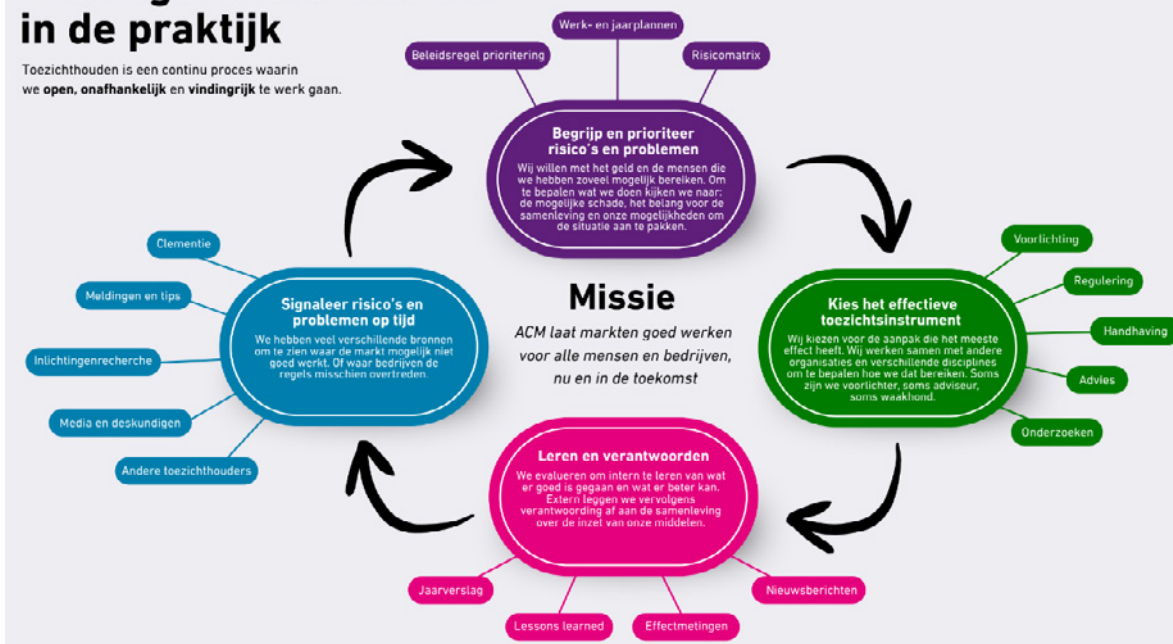 in de praktijk
Toezichthouden is een continu proces waarin
we open, onafhankelijk en vindingrijk te werk gaan.
Werk- en jaarplannen
Beleidsregel prioritering
Risicomatrix
Begrijp en prioriteer
risico's en problemen
Wij willen met het geld en de mensen die
we hebben zoveel mogelijk bereiken. Om
te bepalen wat we doen kijken we naar:
de mogelijke schade, het belang voor de
samenleving en onze mogelijkheden om
de situatie aan te pakken.
Clementie
Meldingen en tips
Inlichtingenrecherche
Media en deskundigen
Andere toezichthouders
Signaleer risico's en
problemen op tijd
We hebben veel verschillende bronnen
om te zien waar de markt mogelijk niet
goed werkt. Of waar bedrijven de
regels misschien overtreden.
Missie
ACM laat markten goed werken
voor alle mensen en bedrijven,
nu en in de toekomst
Kies het effectieve
toezichtsinstrument
Wij kiezen voor de aanpak die het meeste
effect heeft. Wij werken samen met andere
organisaties en verschillende disciplines
om te bepalen hoe we dat bereiken. Soms
zijn we voorlichter, soms adviseur,
soms waakhond.
Voorlichting
Regulering
Handhaving
Advies
Onderzoeken
Leren en verantwoorden
We evalueren om intern te leren van wat
er goed is gegaan en wat er beter kan.
Extern leggen we vervolgens
verantwoording af aan de samenleving
over de inzet van onze middelen.
Jaarverslag
Lessons learned
Effectmetingen
Nieuwsberichten